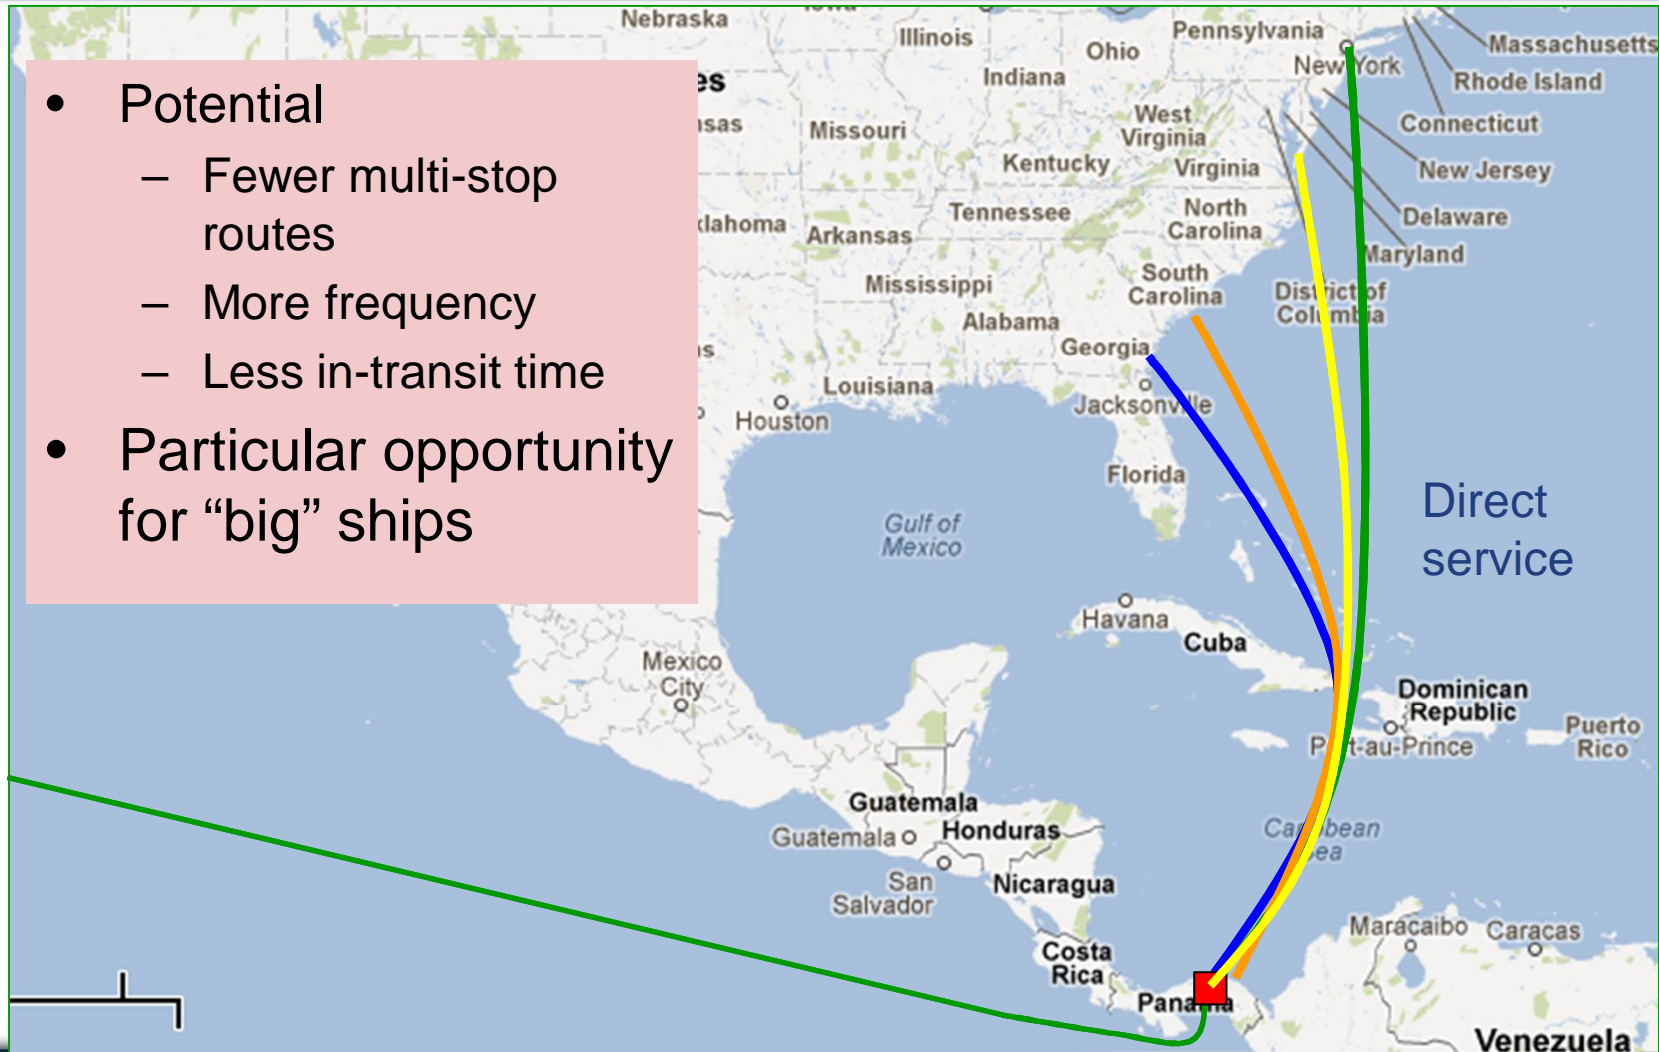 • Potential
– Fewer multi-stop
routes
– More frequency
– Less in-transit time
• Particular opportunity
for “big” ships
Direct
service
Nebraska
Illinois
Ohio
Pennsylvania
Massachusetts
New York
Rhode Island
Indiana
Missouri
West
Virginia
Connecticut
Kentucky
Virginia
New Jersey
Tennessee
North
Carolina
Delaware
Arkansas
Maryland
Mississippi
South
Carolina
District of
Columbia
Alabama
Georgia
Louisiana
Jacksonville
Houston
Florida
Gulf of
Mexico
Havana
Cuba
Mexico
City
Dominican
Republic
Port-au-Prince
Puerto
Rico
Guatemala
Guatemala
Honduras
Caribbean
Sea
San
Salvador
Nicaragua
Maracaibo
Caracas
Costa
Rica
Panama
Venezuela